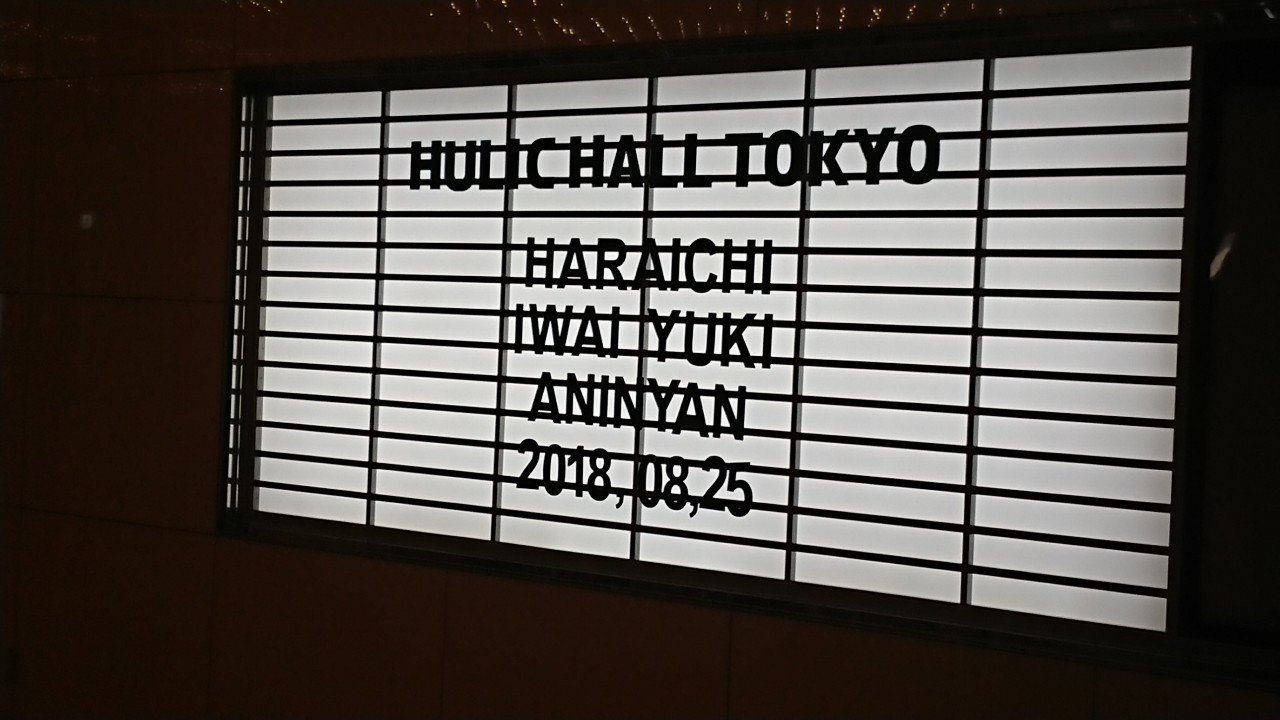 HULIC HALL TOKYO
HARAICHI
IWAI YUKI
ANINYAN
2018,08,25